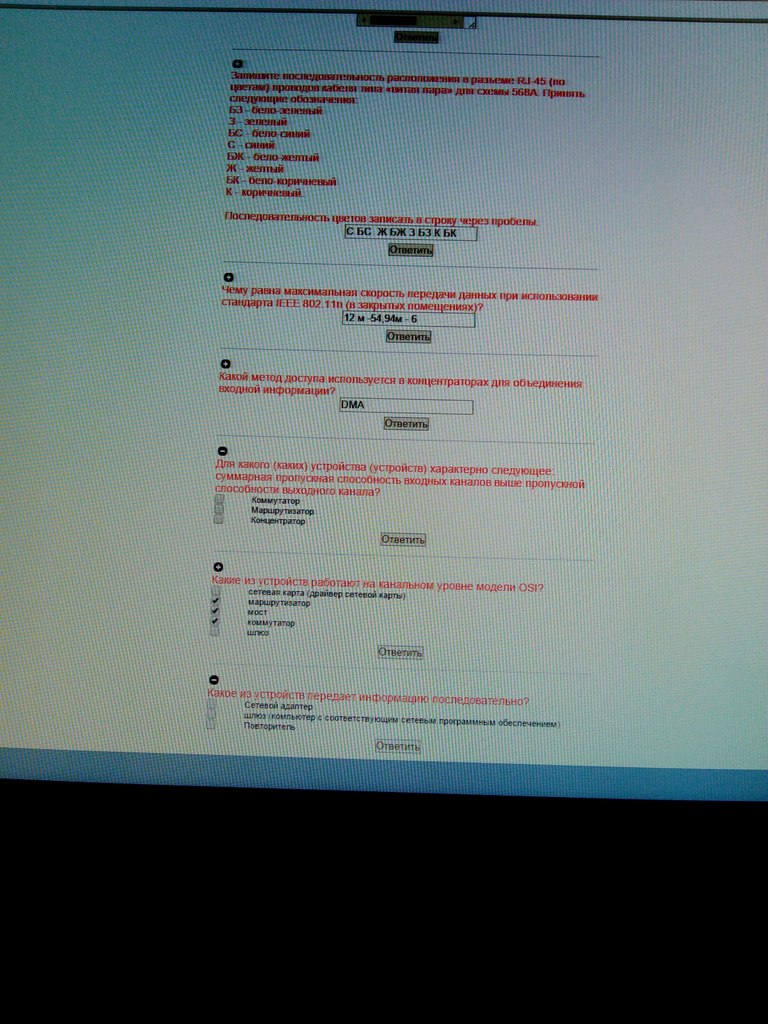 Ответить
Запишите последовательность расположения в разъеме RJ-45 (по
цветам) проводов кабеля типа «витая пара» для схемы 568А. Принять
следующие обозначения:
БЗ - бело-зеленый
З - зеленый
БС - бело-синий
С - синий
БЖ - бело-желтый
Ж - желтый
БК - бело-коричневый
К - коричневый.
Последовательность цветов записать в строку через пробелы.
С БС Ж БЖ З БЗ К БК
Ответить
Чему равна максимальная скорость передачи данных при использовании
стандарта IEEE 802.11n (в закрытых помещениях)?
12 м -54,94м - 6
Ответить
Какой метод доступа используется в концентраторах для объединения
входной информации?
DMA
Ответить
Для какого (каких) устройства (устройств) характерно следующее:
суммарная пропускная способность входных каналов выше пропускной
способности выходного канала?
Коммутатор
Маршрутизатор
Концентратор
Ответить
Какие из устройств работают на канальном уровне модели OSI?
сетевая карта (драйвер сетевой карты)
маршрутизатор
мост
коммутатор
шлюз
Ответить
Какое из устройств передает информацию последовательно?
Сетевой адаптер
шлюз (компьютер с соответствующим сетевым программным обеспечением)
Повторитель
Ответить